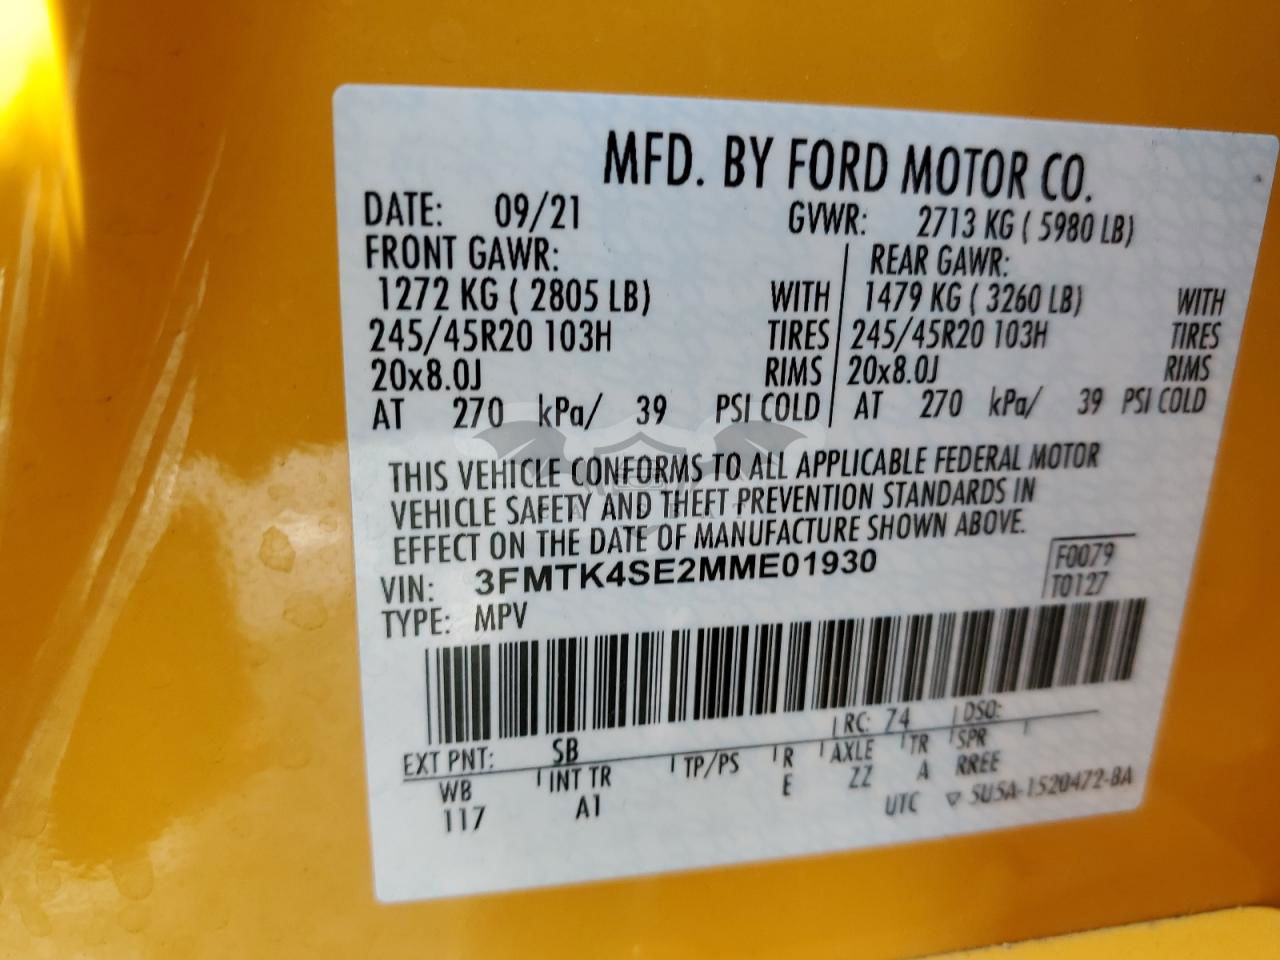 MFD. BY FORD MOTOR CO.
DATE: 09/21 GVWR: 2713 KG ( 5980 LB)
FRONT GAWR: REAR GAWR:
1272 KG ( 2805 LB) WITH 1479 KG ( 3260 LB) WITH
245/45R20 103H TIRES 245/45R20 103H TIRES
20x8.0J RIMS 20x8.0J RIMS
AT 270 kPa/ 39 PSI COLD AT 270 kPa/ 39 PSI COLD
THIS VEHICLE CONFORMS TO ALL APPLICABLE FEDERAL MOTOR
VEHICLE SAFETY AND THEFT PREVENTION STANDARDS IN
EFFECT ON THE DATE OF MANUFACTURE SHOWN ABOVE.
VIN: 3FMTK4SE2MME01930 F0079
TYPE: MPV T0127
RC: 74 DSO:
EXT PNT: SB
WB INT TR TP/PS R AXLE TR SPR
117 A1 E ZZ A RREE
UTC ▽ SU5A-1520472-BA